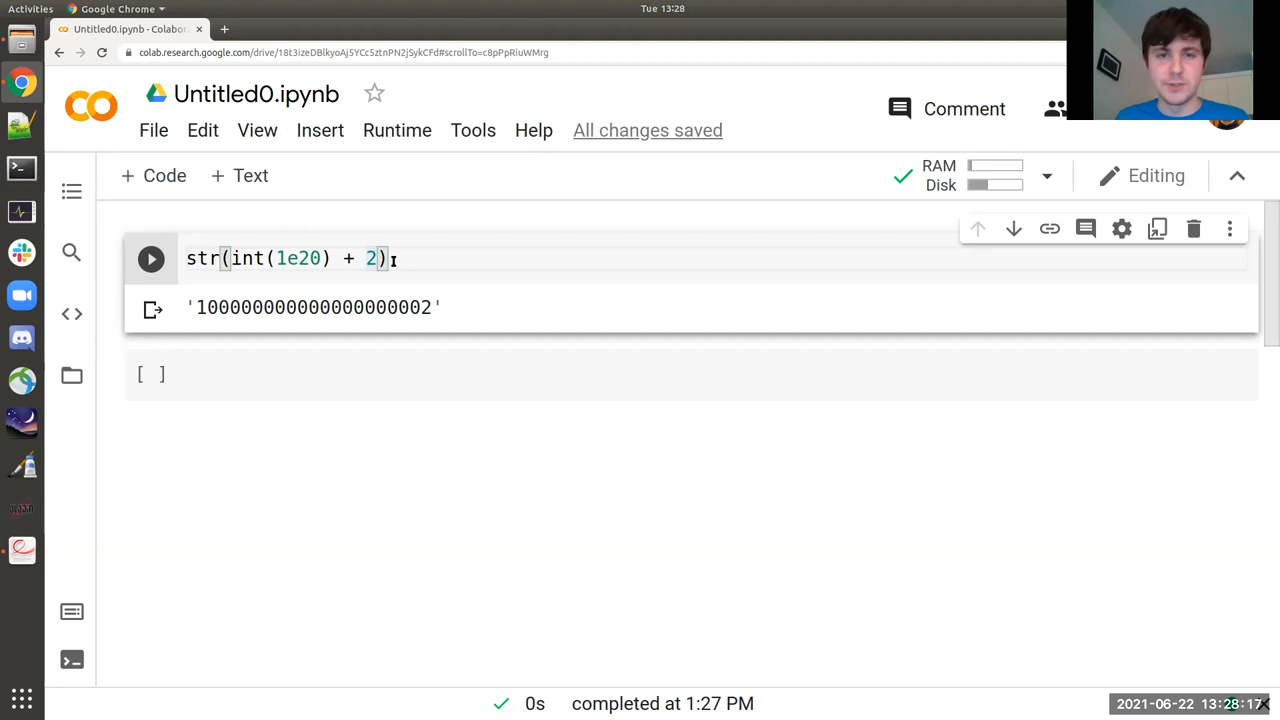 Activities Google Chrome Tue 13:28
Untitled0.ipynb - Colabor
colab.research.google.com/drive/18t3izeDBlkyoAj5YCc5ztnPN2jSykCFd#scrollTo=c8pPpRiuWMrg
Untitled0.ipynb
File Edit View Insert Runtime Tools Help All changes saved
Comment
+ Code + Text
RAM
Disk
Editing
str(int(1e20) + 2)
'100000000000000000002'
[ ]
0s completed at 1:27 PM
2021-06-22 13:28:17